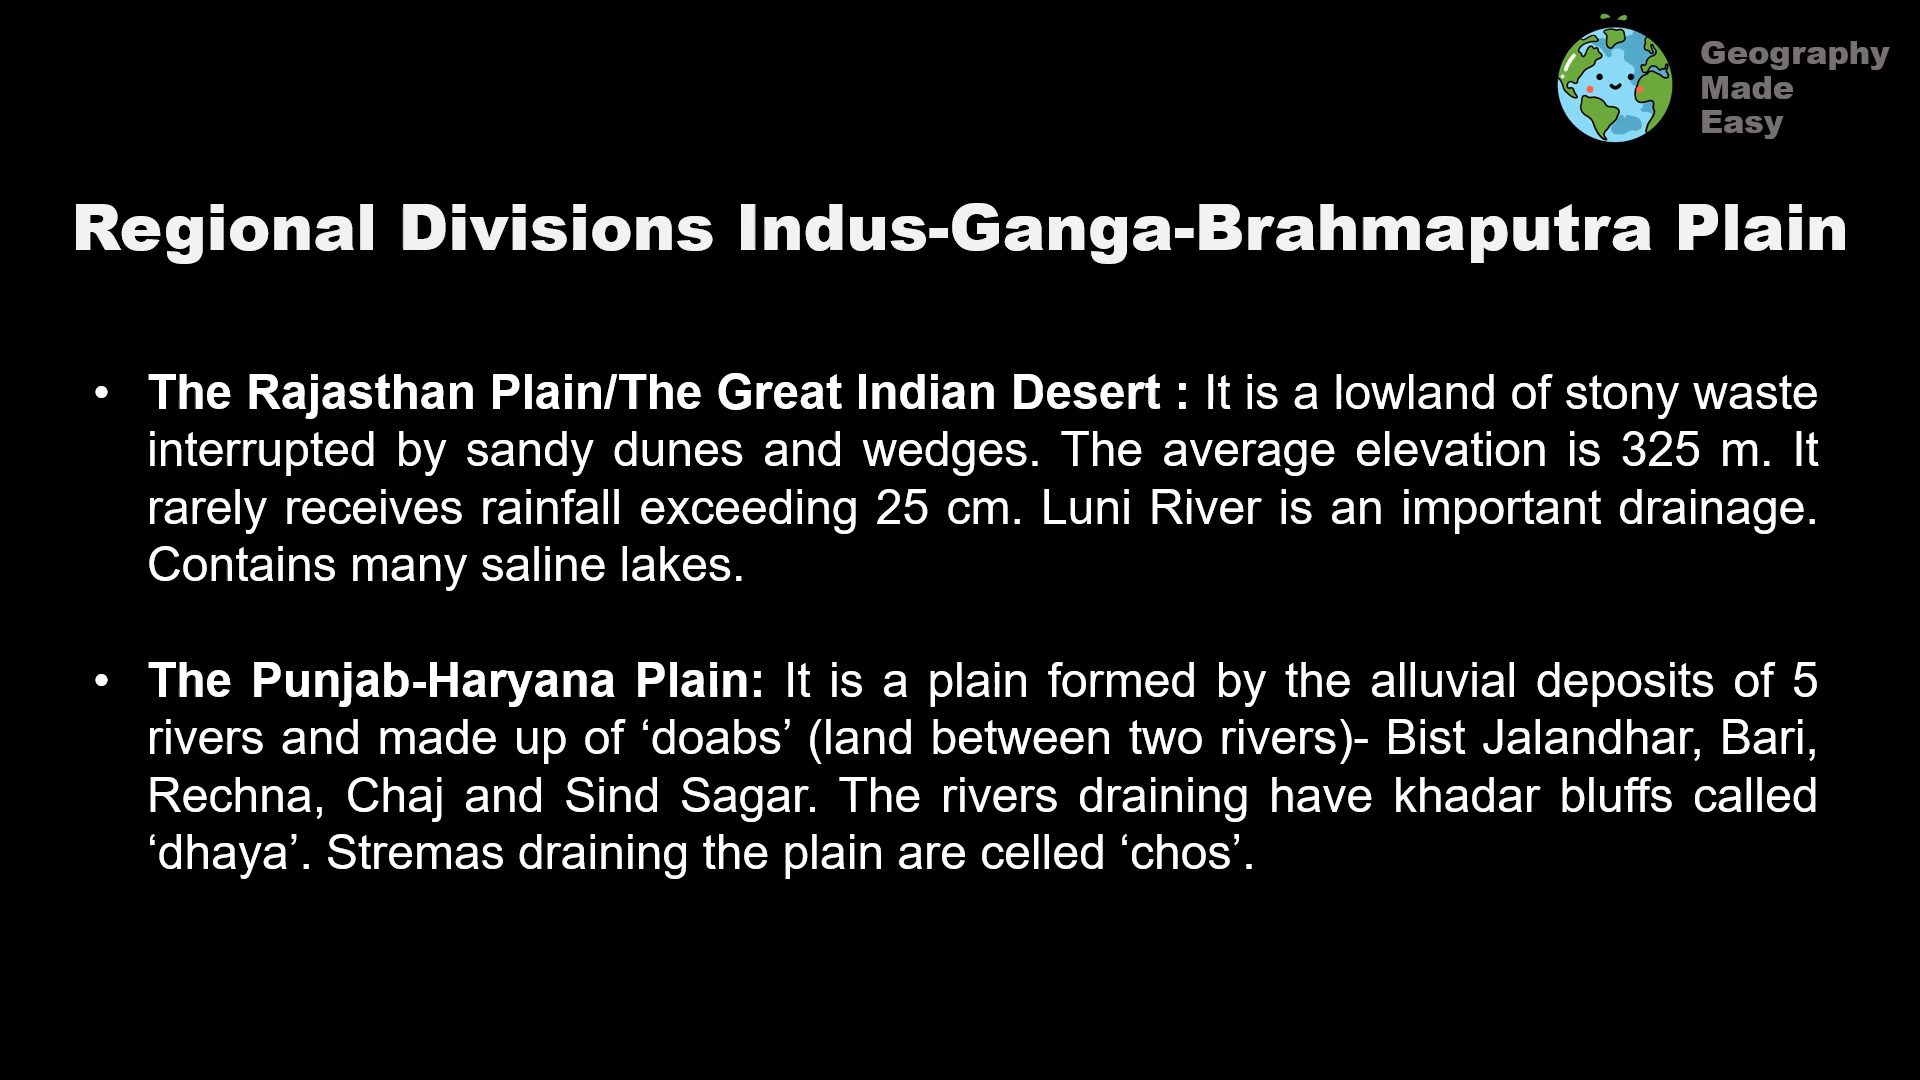 Geography
Made
Easy
Regional Divisions Indus-Ganga-Brahmaputra Plain
• The Rajasthan Plain/The Great Indian Desert : It is a lowland of stony waste
interrupted by sandy dunes and wedges. The average elevation is 325 m. It
rarely receives rainfall exceeding 25 cm. Luni River is an important drainage.
Contains many saline lakes.
• The Punjab-Haryana Plain: It is a plain formed by the alluvial deposits of 5
rivers and made up of ‘doabs’ (land between two rivers)- Bist Jalandhar, Bari,
Rechna, Chaj and Sind Sagar. The rivers draining have khadar bluffs called
‘dhaya’. Stremas draining the plain are celled ‘chos’.